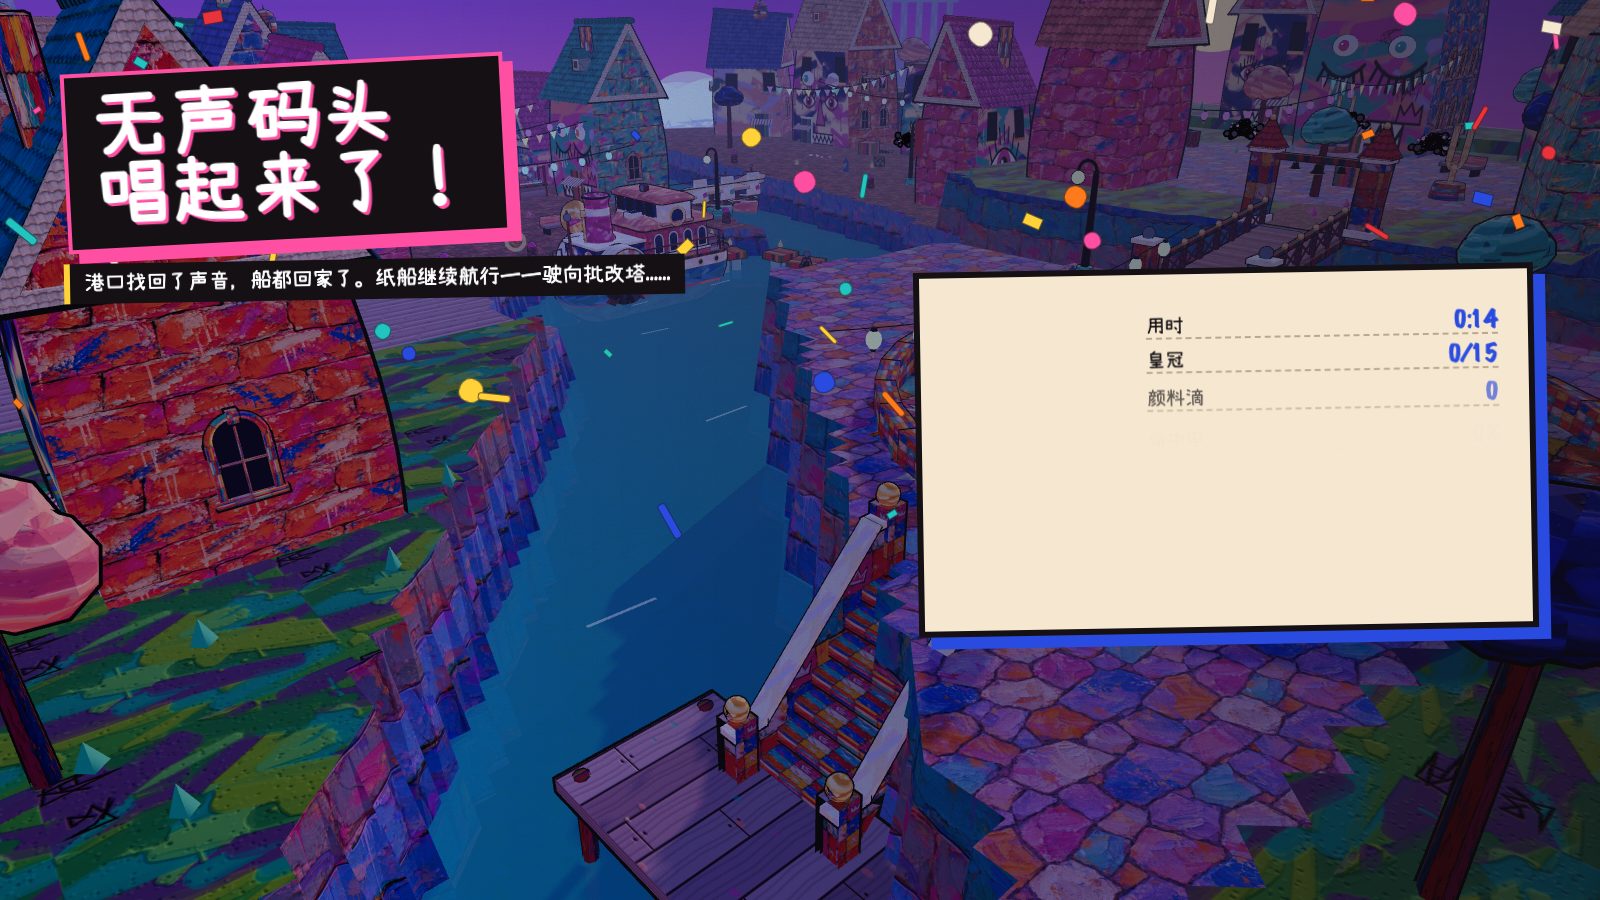 无声码头
唱起来了！
港口找回了声音，船都回家了。纸船继续航行——驶向批改塔……
用时 0:14
皇冠 0/15
颜料滴 0